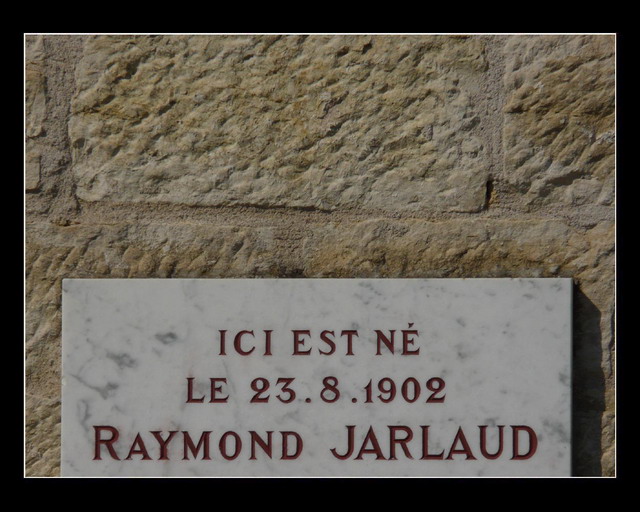 ICI EST NÉ
LE 23.8.1902
RAYMOND JARLAUD